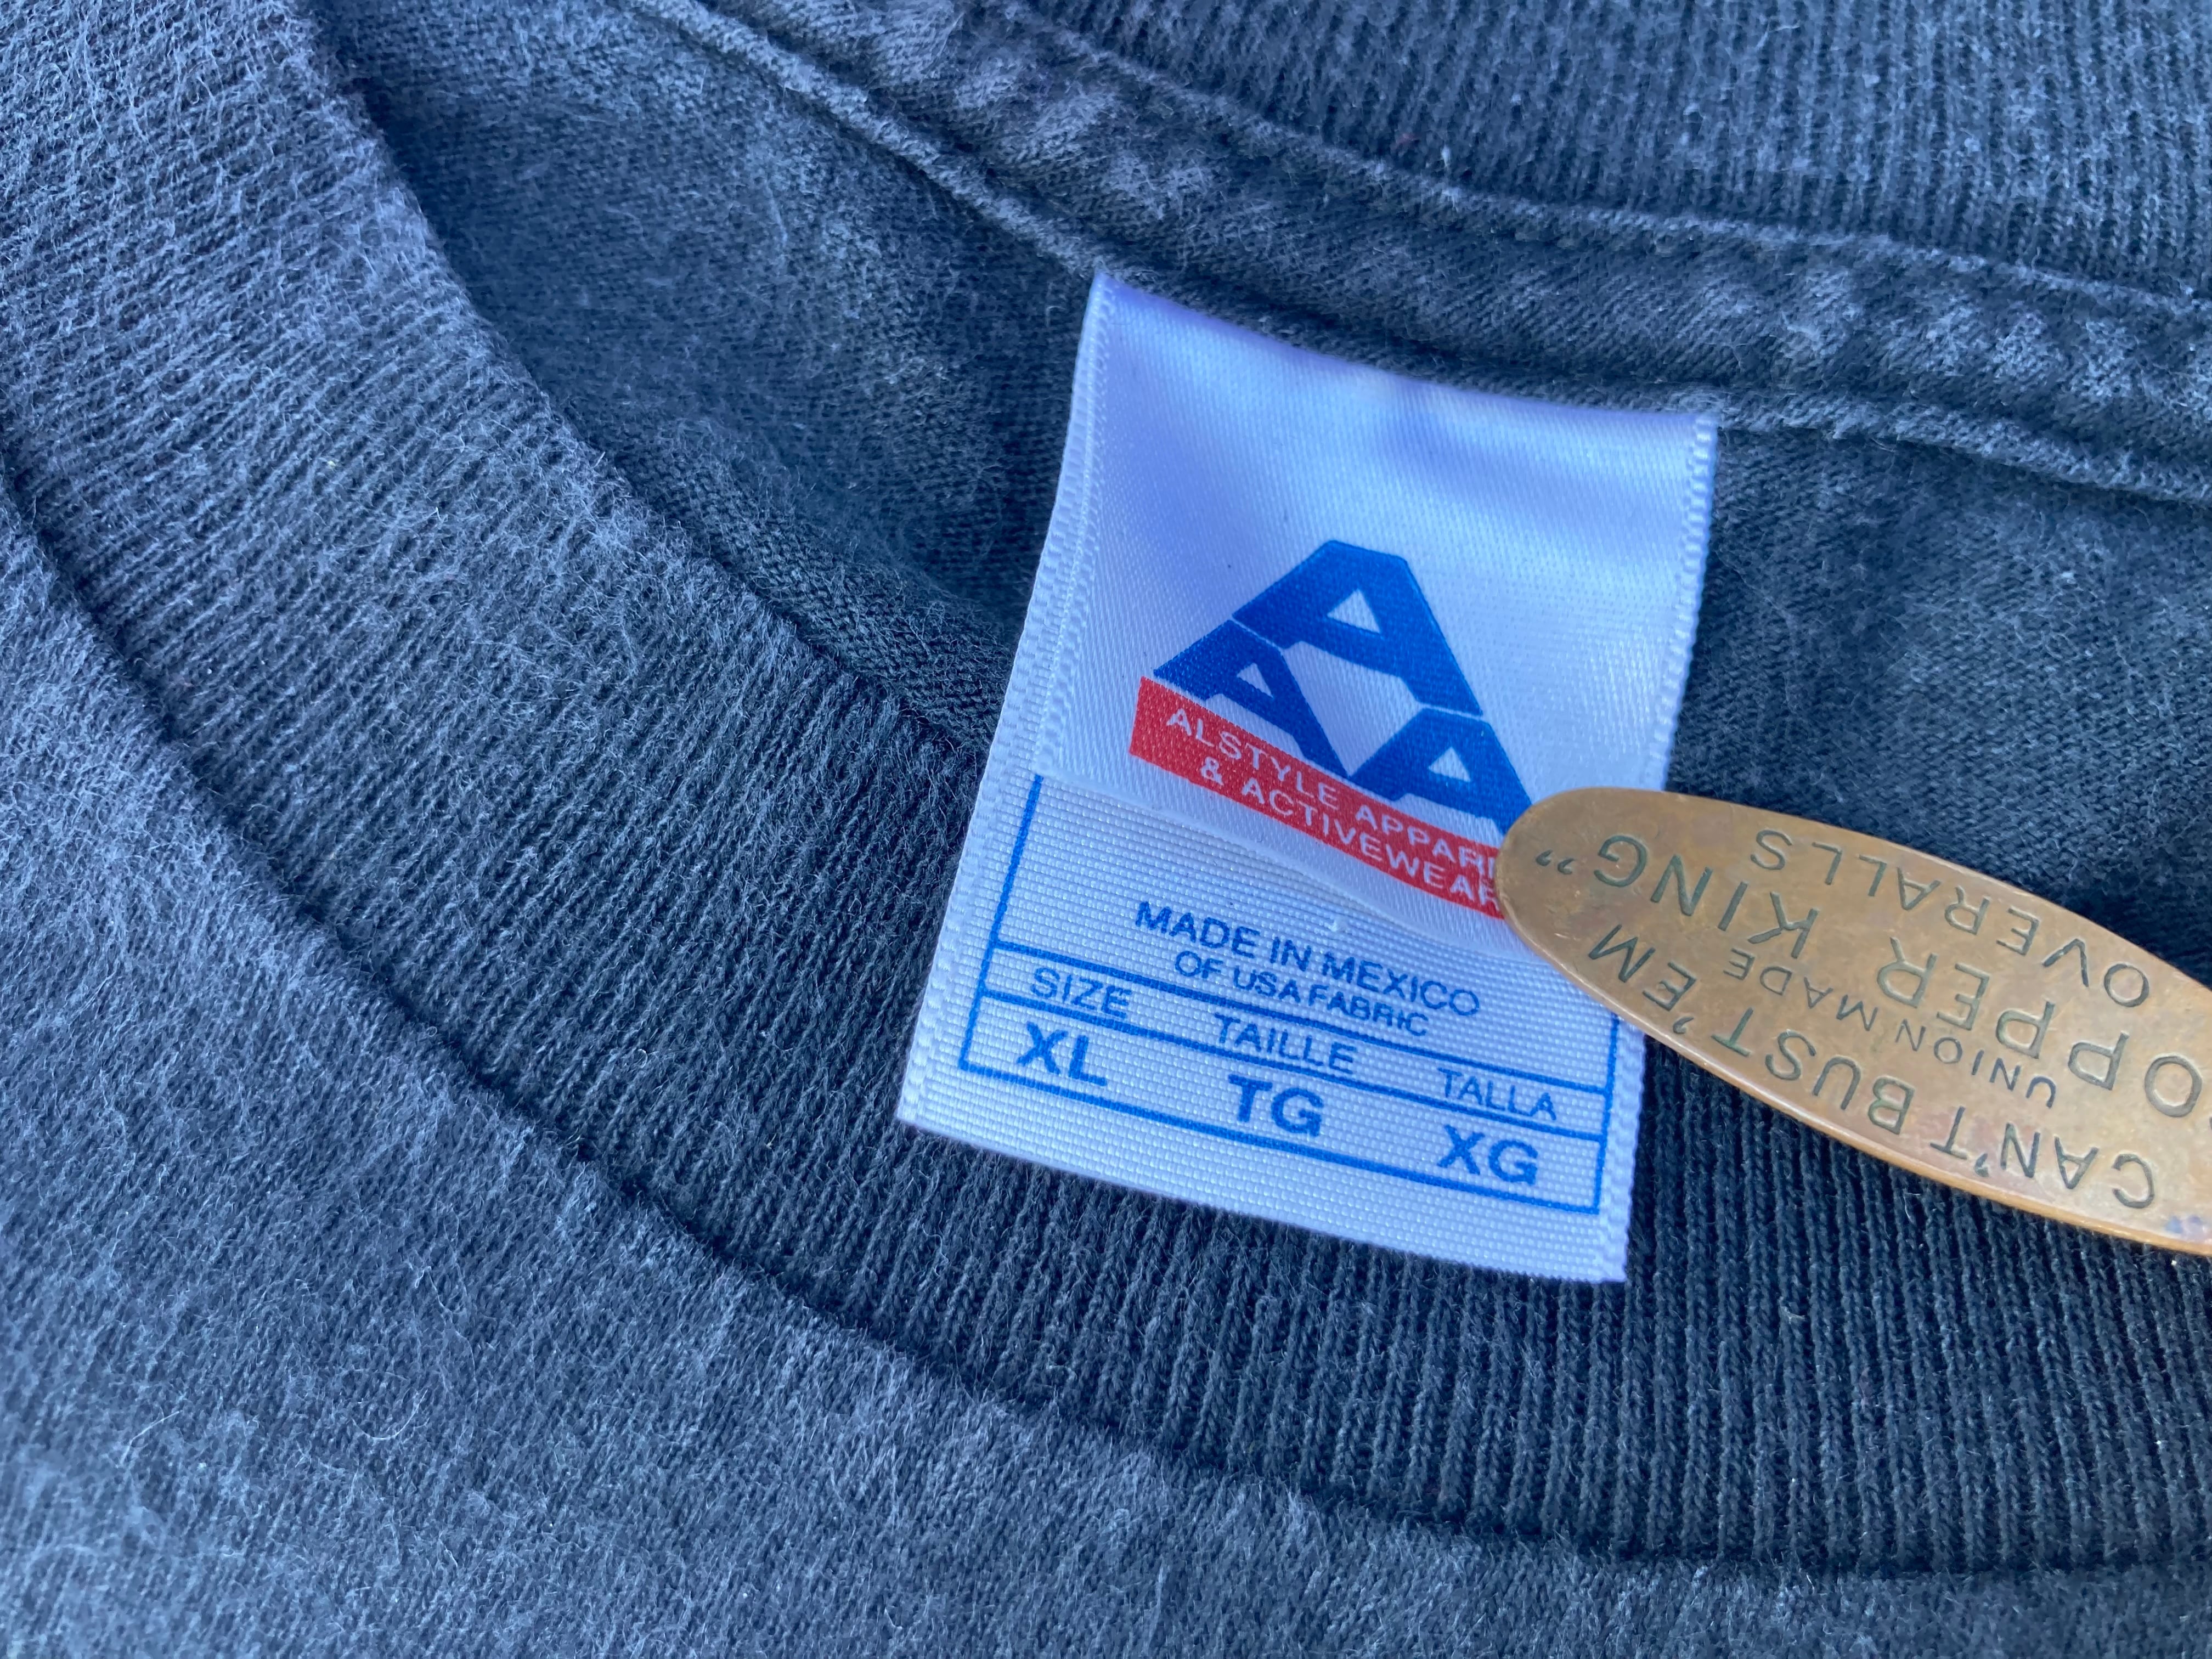 A
A A
ALSTYLE APPAR
& ACTIVEWEAR
MADE IN MEXICO
OF USA FABRIC
SIZE TAILLE TALLA
XL TG XG
CAN'T BUST'EM
UNION MADE
OPPER KING"
OVERALLS